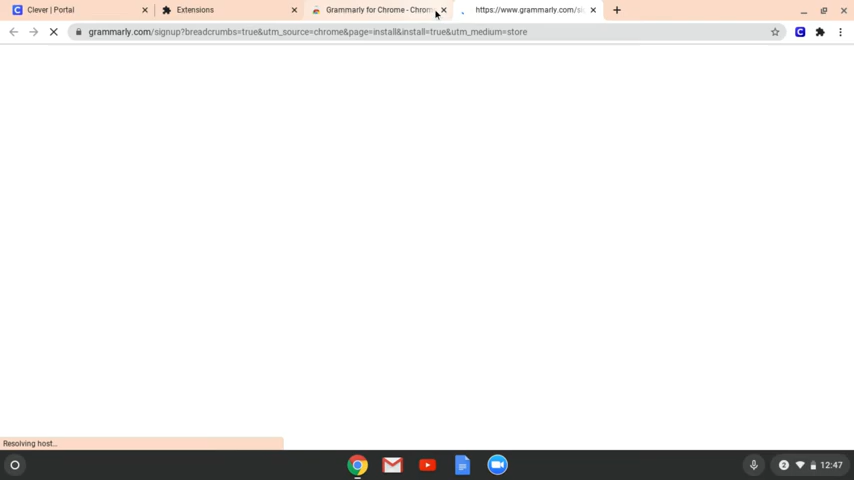 Clever | Portal
Extensions
Grammarly for Chrome - Chrom
https://www.grammarly.com/si
grammarly.com/signup?breadcrumbs=true&utm_source=chrome&page=install&install=true&utm_medium=store
Resolving host...
2
12:47